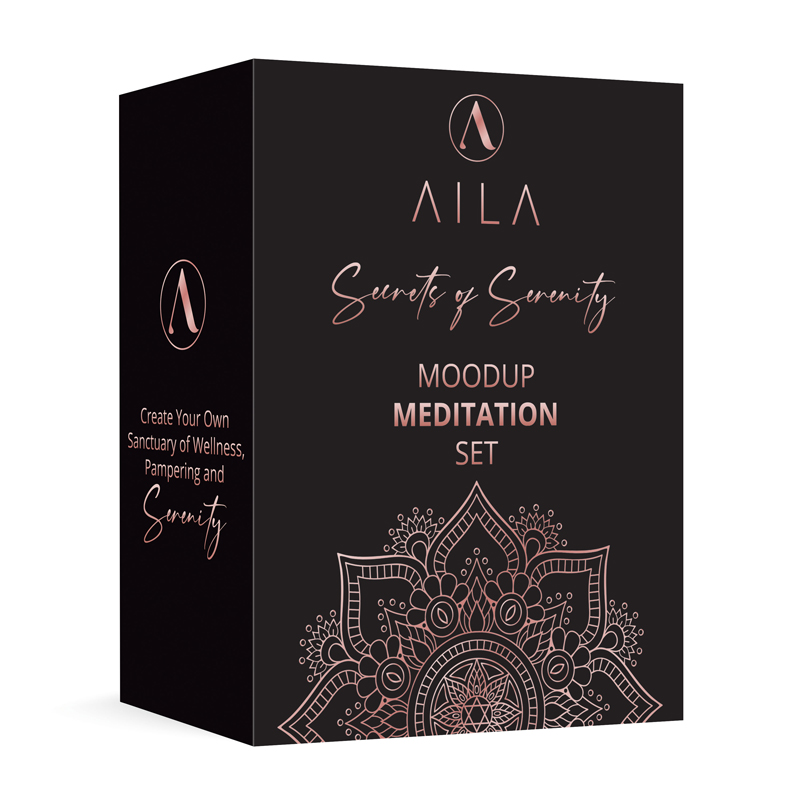 A
AILA
Secrets of Serenity
MOODUP
MEDITATION
SET
A
Create Your Own
Sanctuary of Wellness,
Pampering and
Serenity